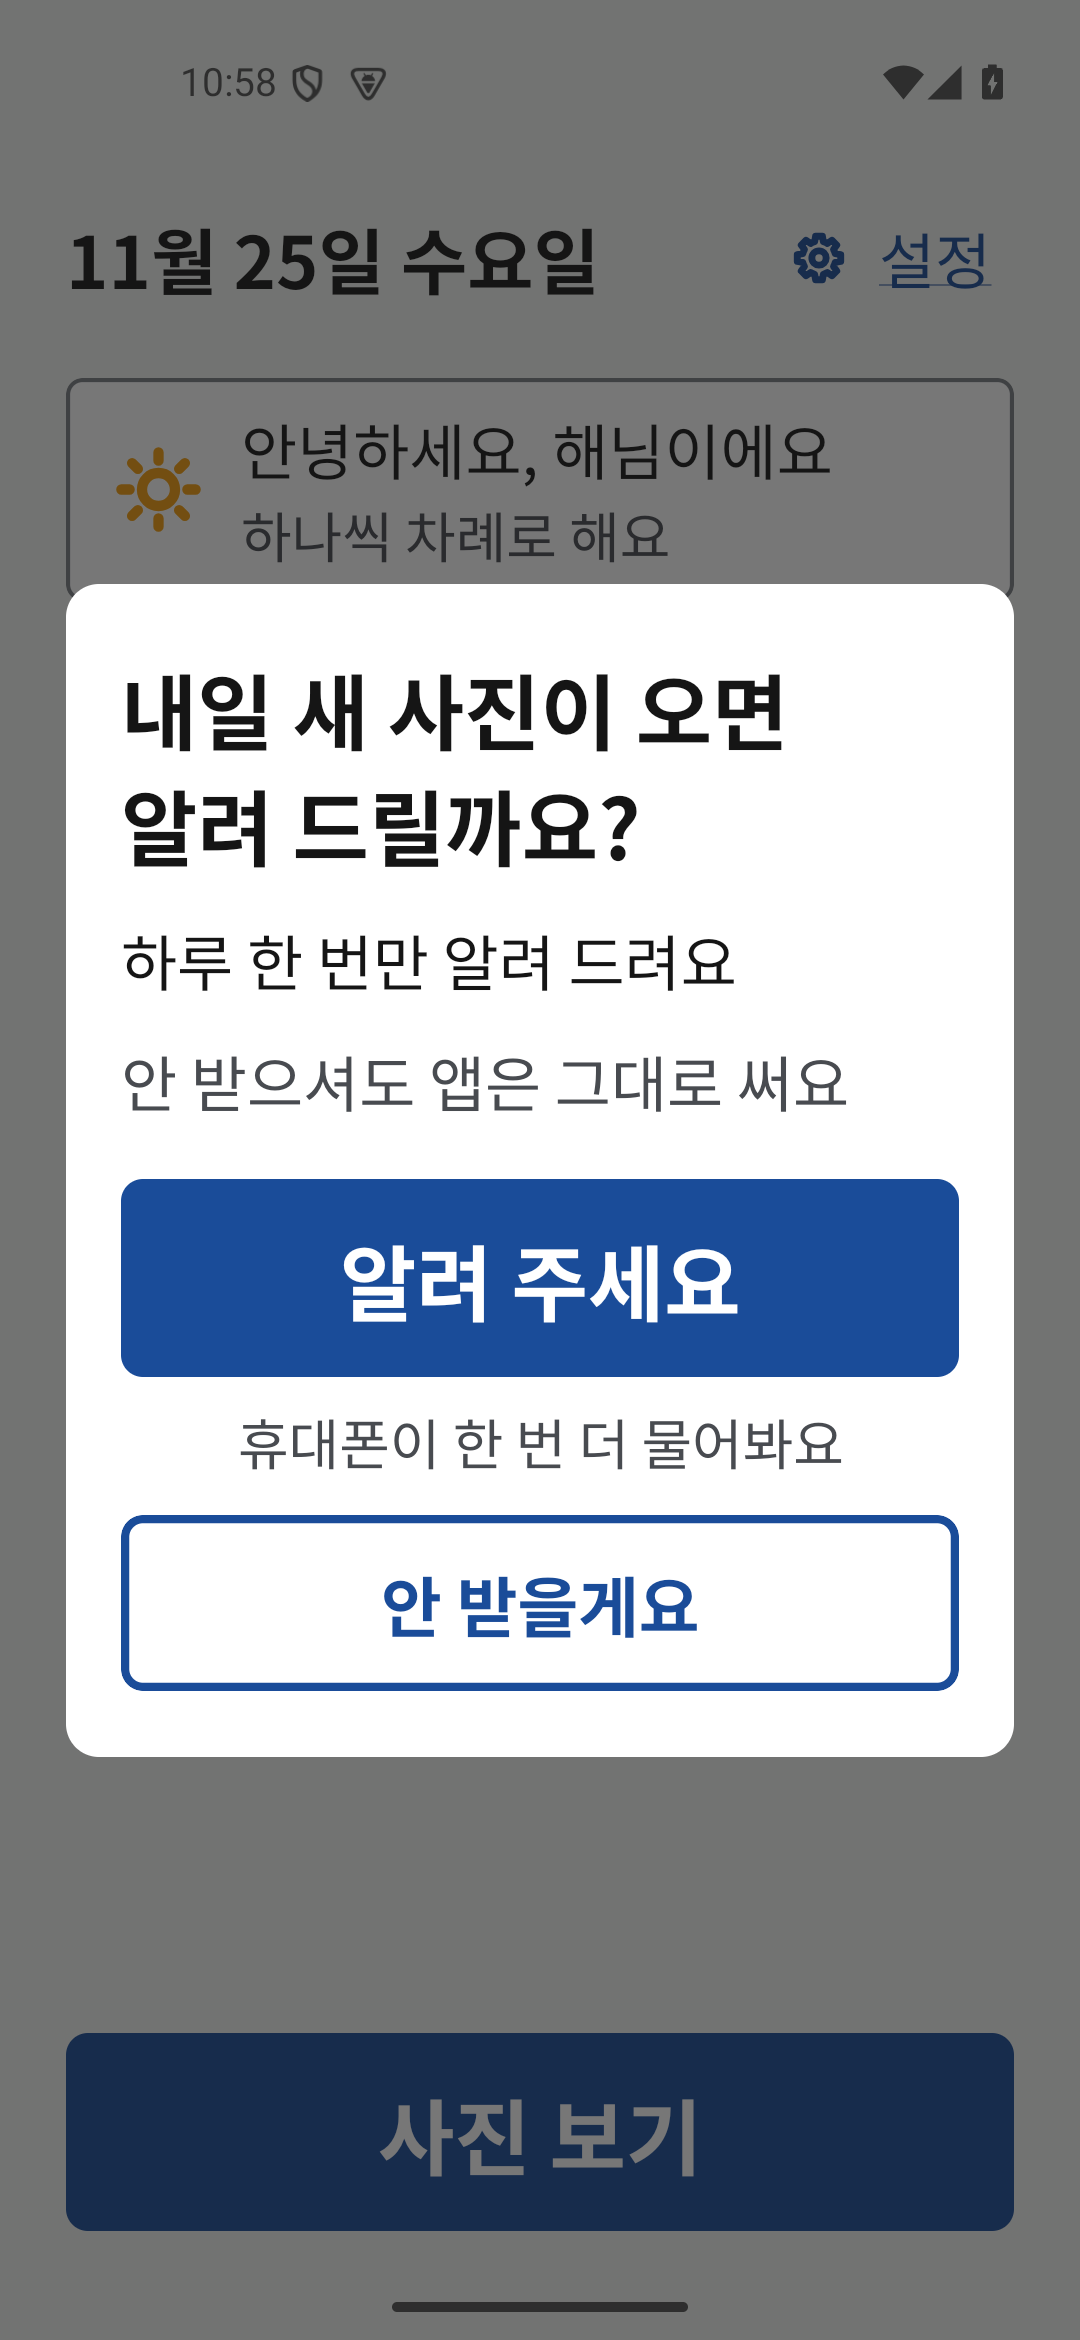 10:58
11월 25일 수요일
설정
안녕하세요, 해님이에요
하나씩 차례로 해요
내일 새 사진이 오면
알려 드릴까요?
하루 한 번만 알려 드려요
안 받으셔도 앱은 그대로 써요
알려 주세요
휴대폰이 한 번 더 물어봐요
안 받을게요
사진 보기